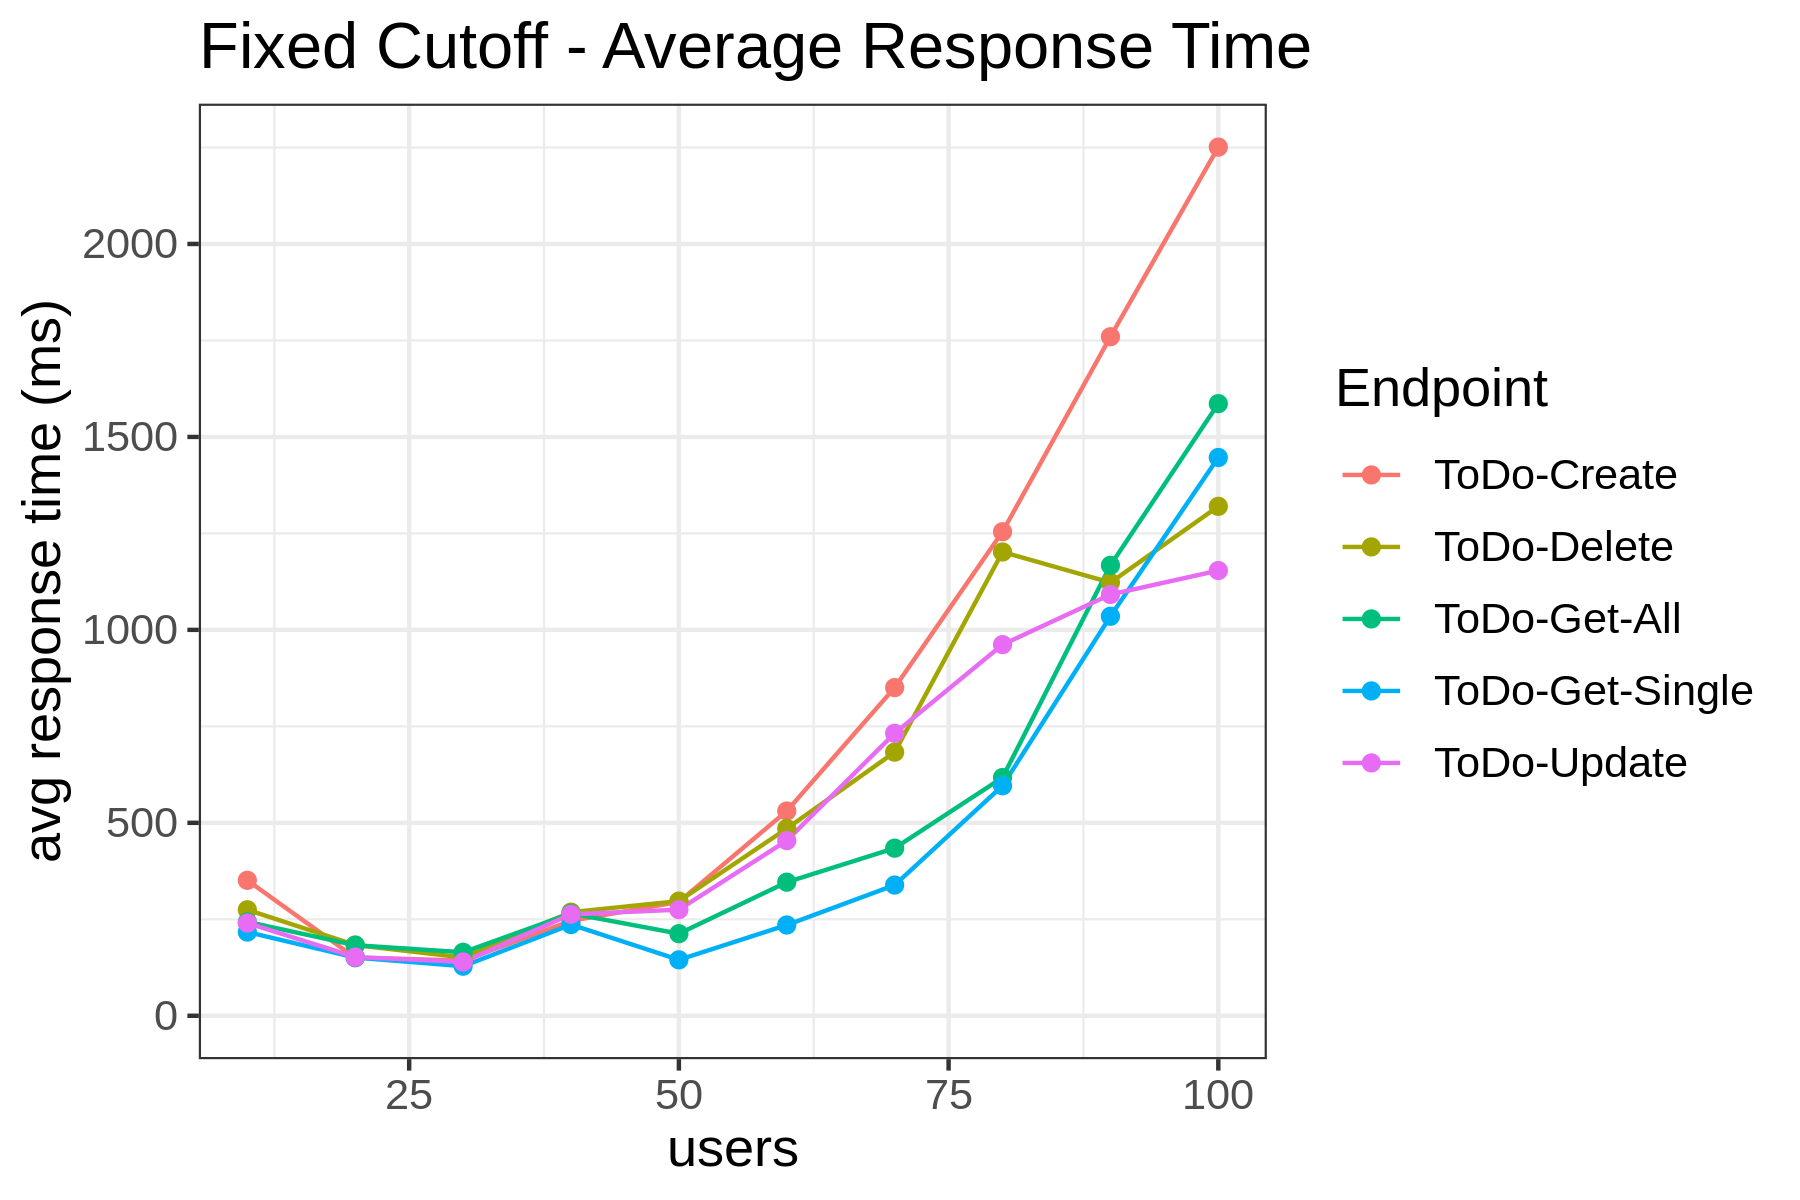 Fixed Cutoff - Average Response Time
avg response time (ms)
2000
1500
1000
500
0
25
50
75
100
users
Endpoint
ToDo-Create
ToDo-Delete
ToDo-Get-All
ToDo-Get-Single
ToDo-Update